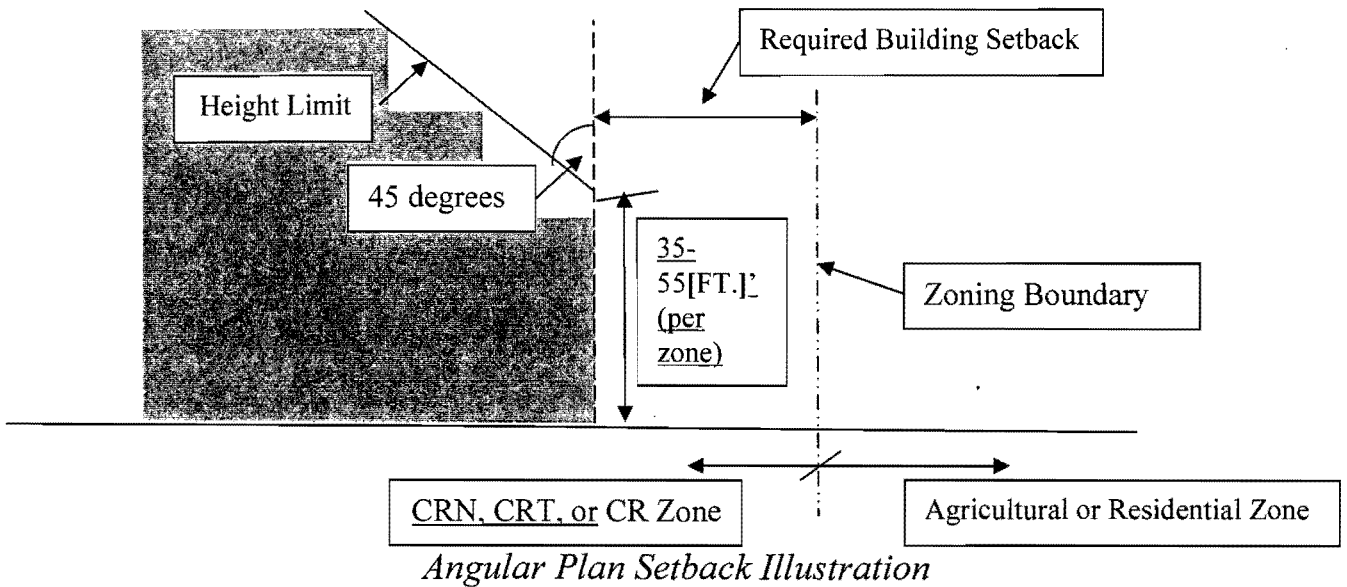 Required Building Setback
Height Limit
45 degrees
35-
55[FT.]'
(per
zone)
Zoning Boundary
CRN, CRT, or CR Zone
Agricultural or Residential Zone
Angular Plan Setback Illustration